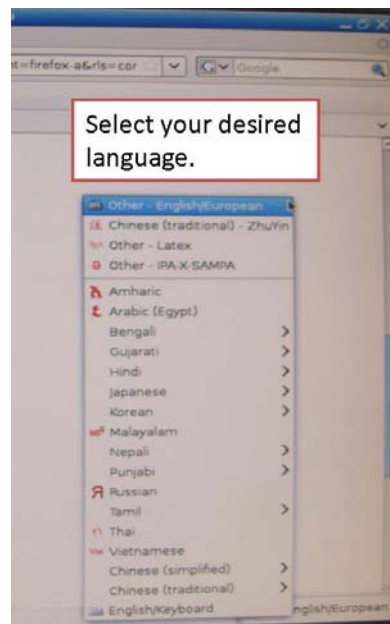 et=firefox-a&rls=cor
Google
Select your desired
language.
Other - English/European
Chinese (traditional) - ZhuYin
Other - Latex
Other - IPA-X-SAMPA
Amharic
Arabic (Egypt)
Bengali
Gujarati
Hindi
Japanese
Korean
Malayalam
Nepali
Punjabi
Russian
Tamil
Thai
Vietnamese
Chinese (simplified)
Chinese (traditional)
English/Keyboard
nglish/European